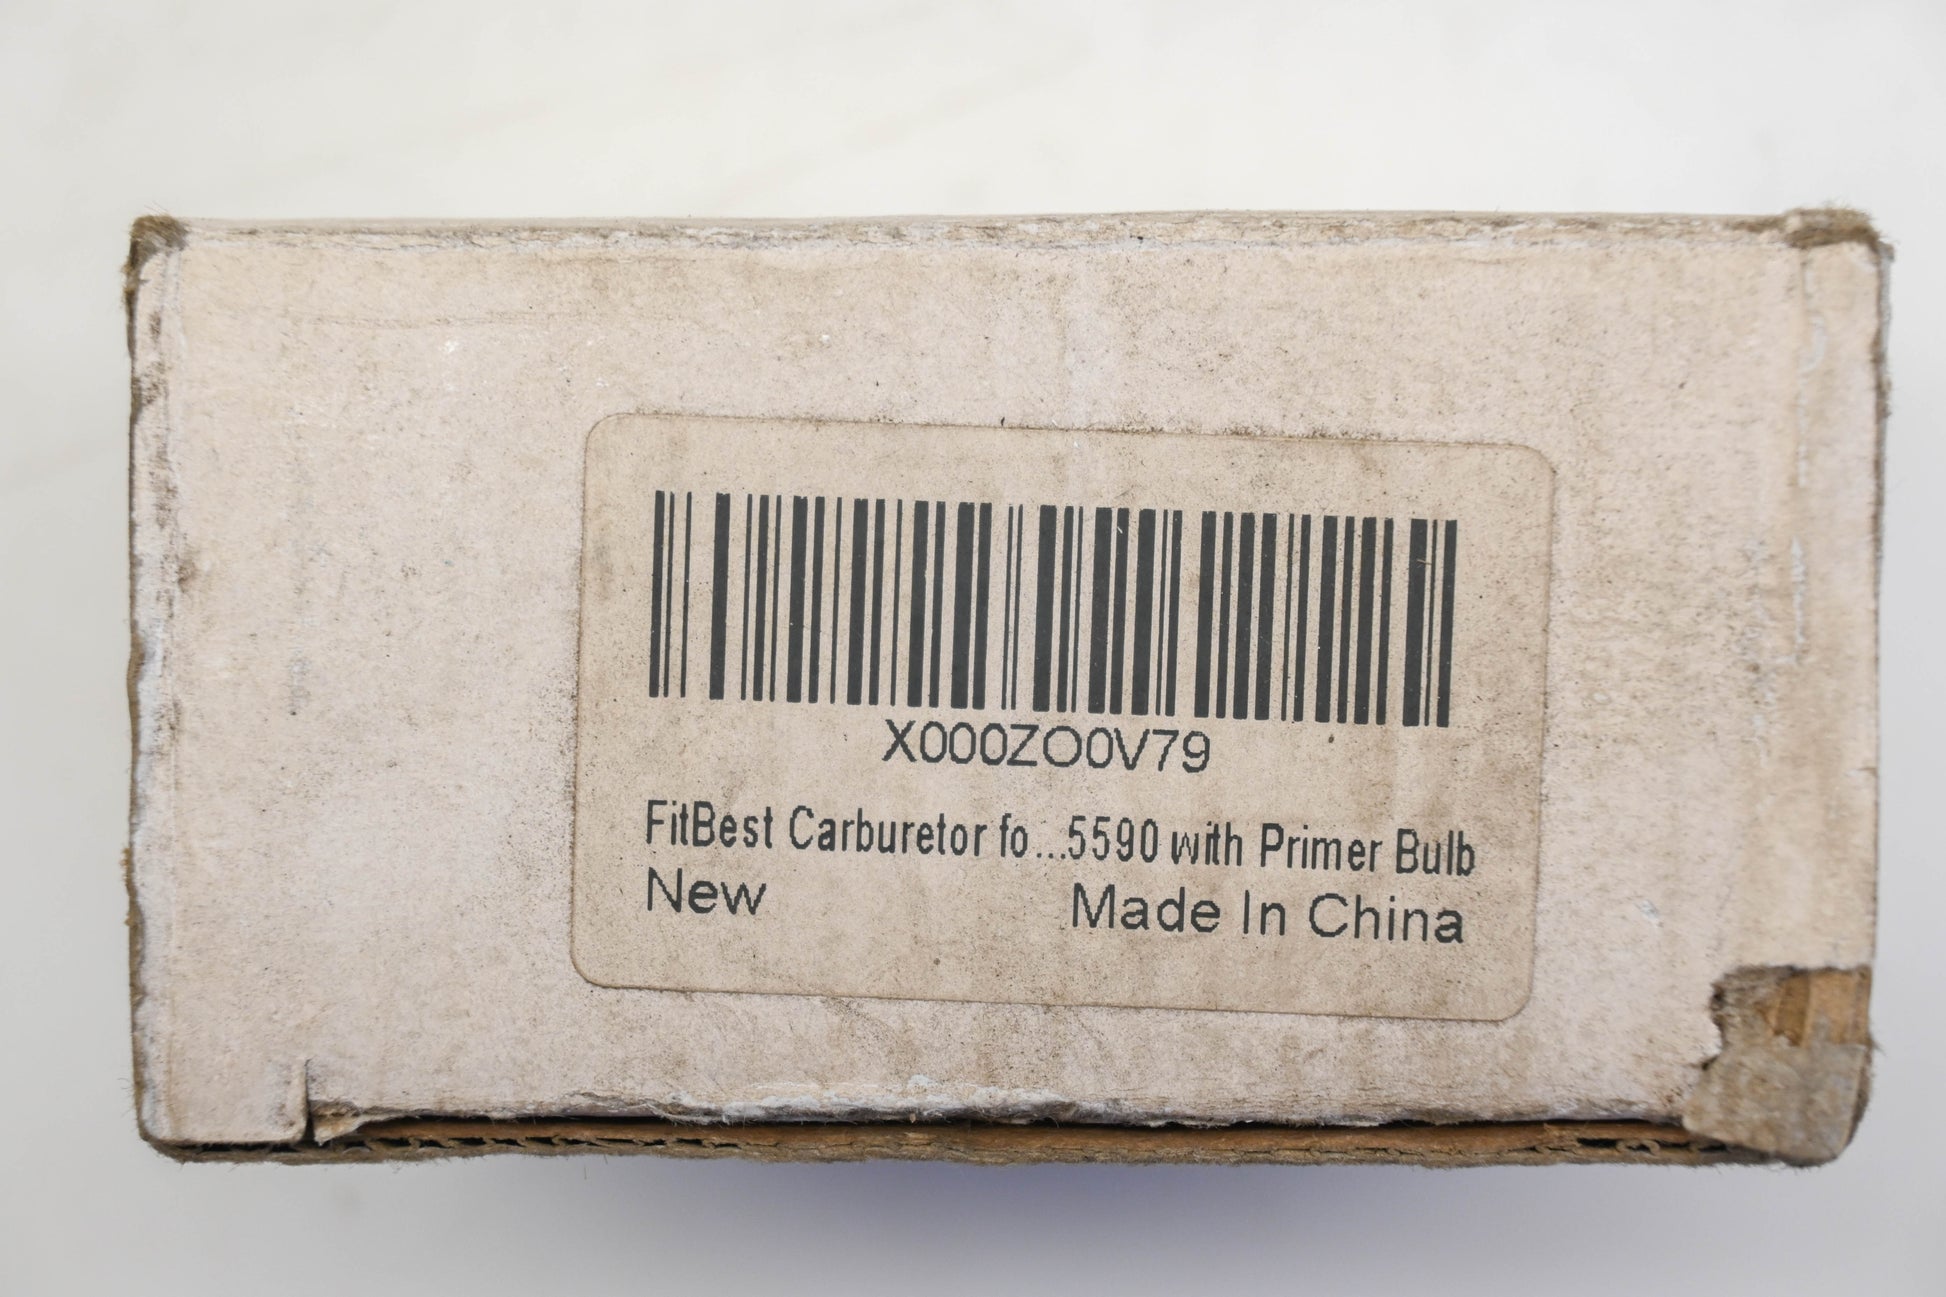 X000ZO0V79
FitBest Carburetor fo...5590 with Primer Bulb
New Made In China